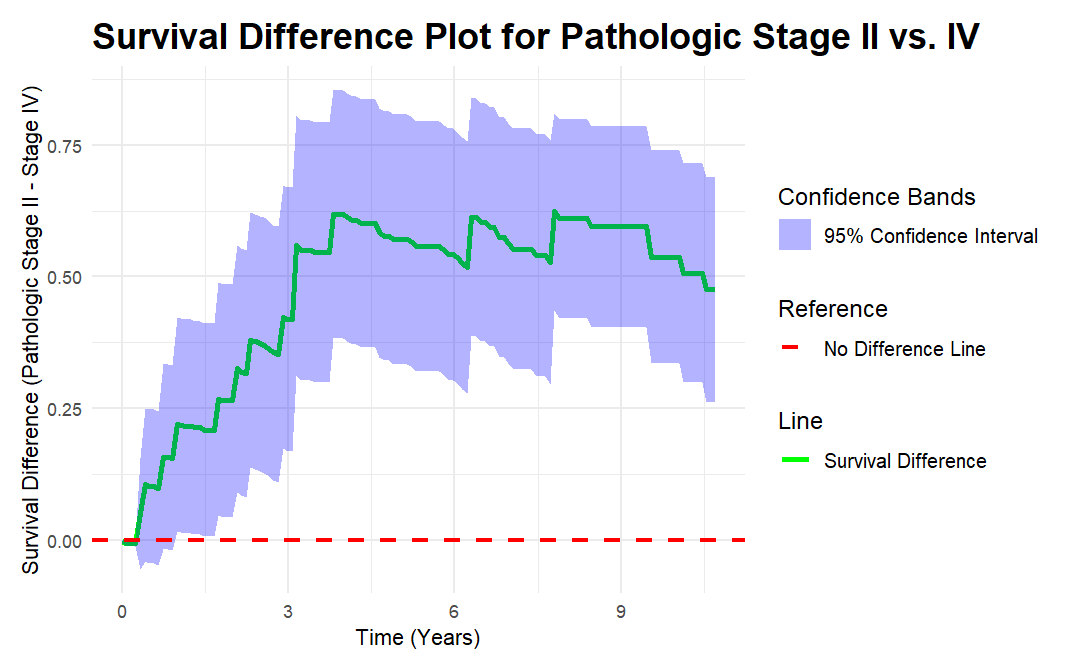 Survival Difference Plot for Pathologic Stage II vs. IV
Survival Difference (Pathologic Stage II - Stage IV)
0.75
0.50
0.25
0.00
0
3
6
9
Time (Years)
Confidence Bands
95% Confidence Interval
Reference
No Difference Line
Line
Survival Difference